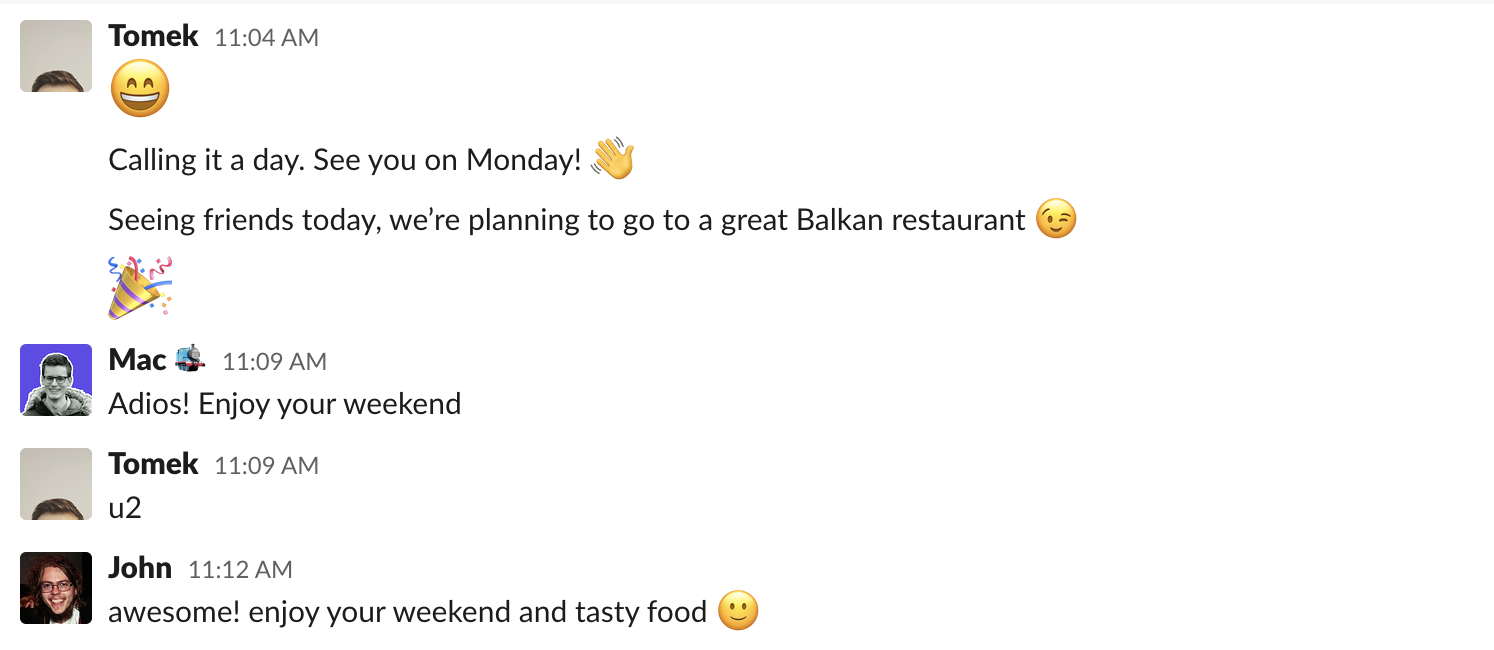 Tomek 11:04 AM
😄
Calling it a day. See you on Monday! 👋
Seeing friends today, we’re planning to go to a great Balkan restaurant 😉
🎉
Mac 11:09 AM
Adios! Enjoy your weekend
Tomek 11:09 AM
u2
John 11:12 AM
awesome! enjoy your weekend and tasty food 🙂